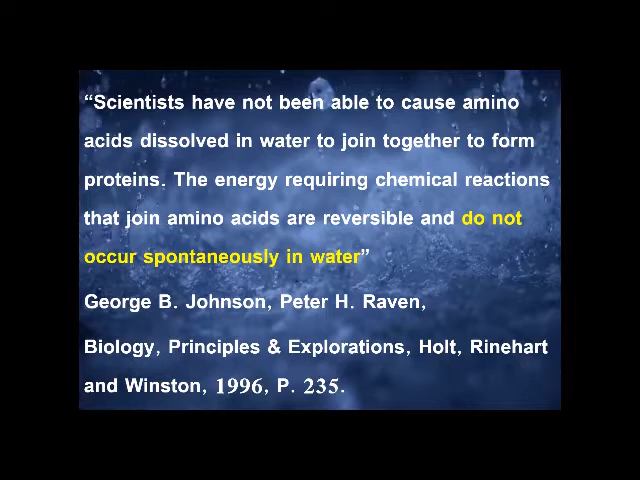 “Scientists have not been able to cause amino
acids dissolved in water to join together to form
proteins. The energy requiring chemical reactions
that join amino acids are reversible and do not
occur spontaneously in water”
George B. Johnson, Peter H. Raven,
Biology, Principles & Explorations, Holt, Rinehart
and Winston, 1996, P. 235.